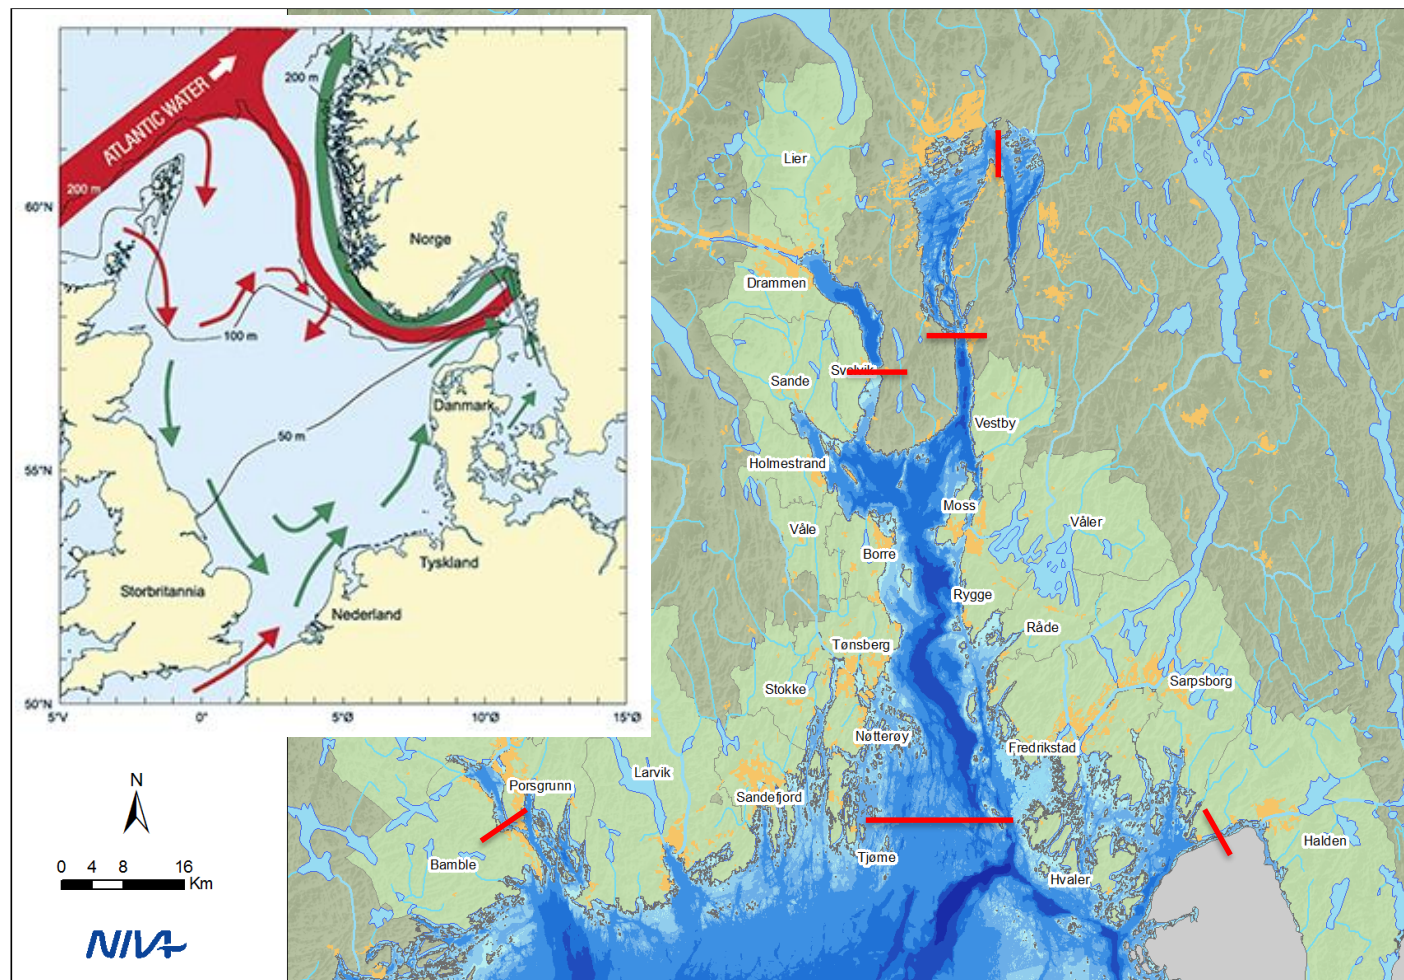 200 m
ATLANTIC WATER
200 m
60°N
Norge
100 m
Danmark
50 m
55°N
Tyskland
Storbritannia
Nederland
50°N
5°V
0°
5°Ø
10°Ø
15°Ø
Lier
Drammen
Svelvik
Sande
Vestby
Holmestrand
Moss
Våle
Våler
Borre
Rygge
Råde
Tønsberg
Sarpsborg
Stokke
Nøtterøy
Fredrikstad
Larvik
Porsgrunn
Sandefjord
Halden
Tjøme
Bamble
Hvaler
N
0 4 8 16
Km
NIVA